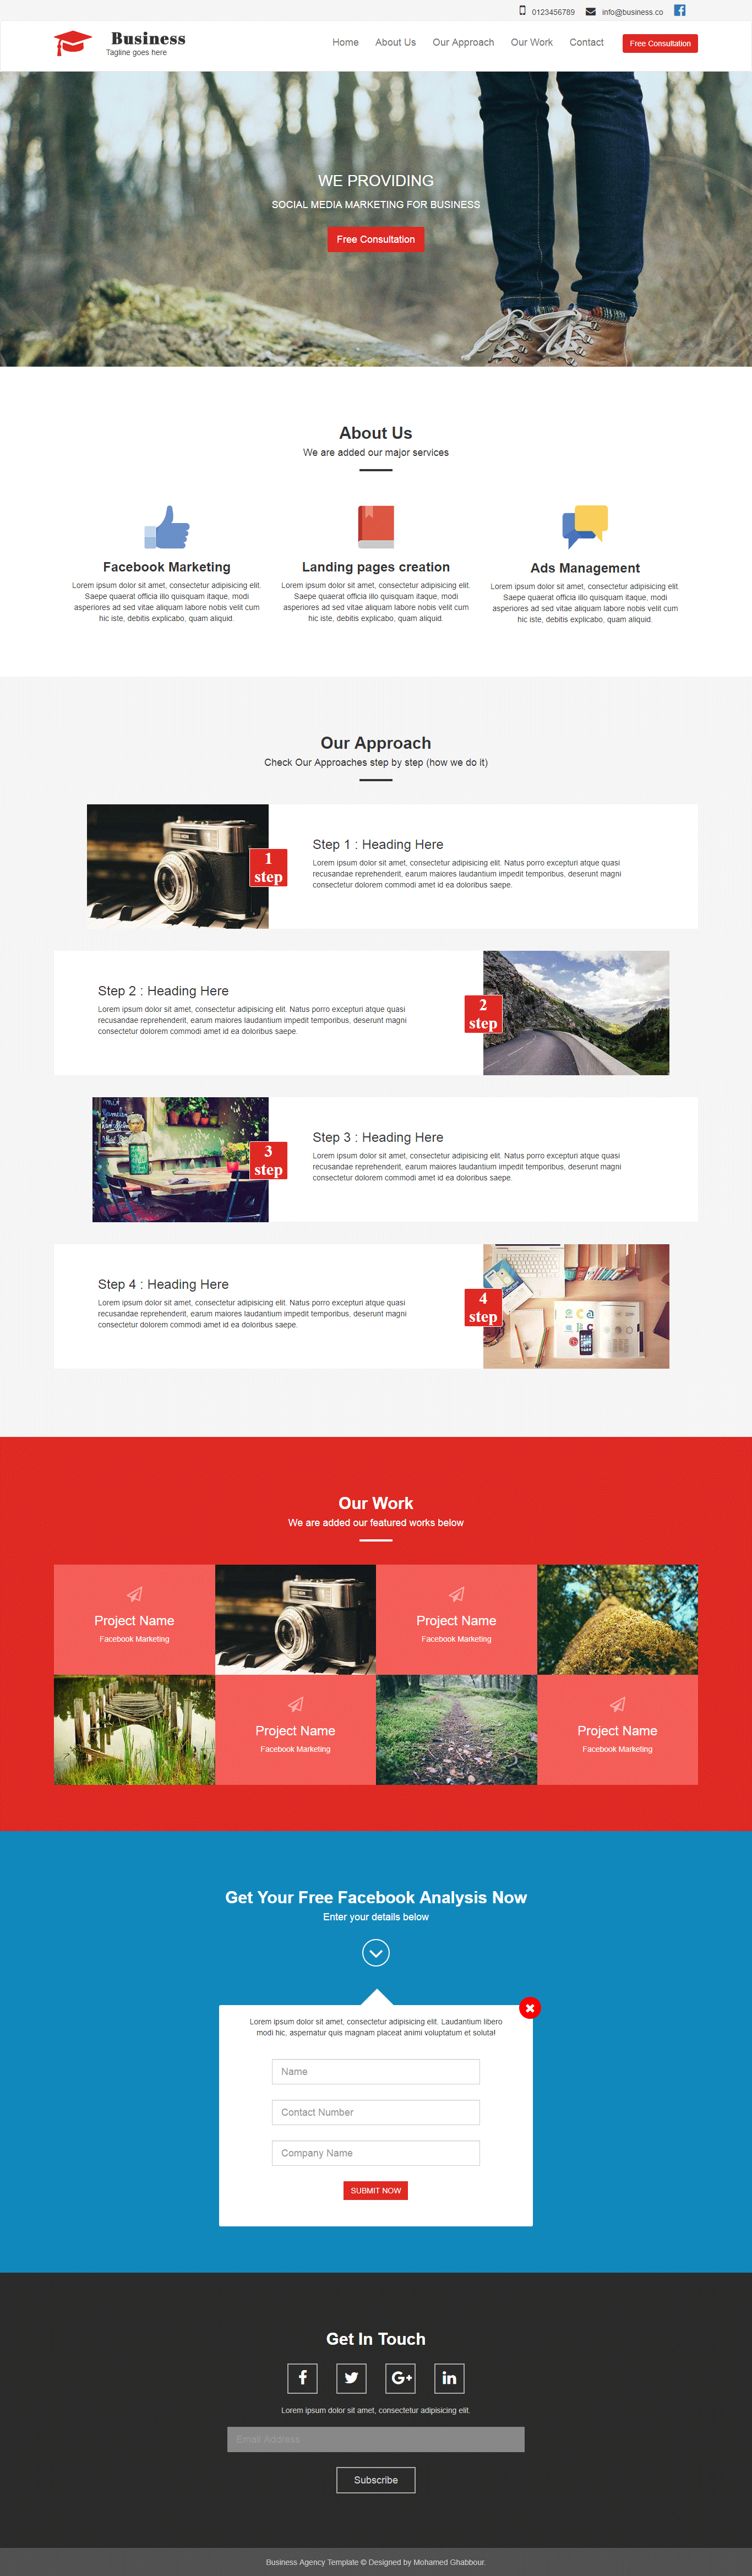 0123456789 info@business.co
Business
Tagline goes here
Home About Us Our Approach Our Work Contact Free Consultation
WE PROVIDING
SOCIAL MEDIA MARKETING FOR BUSINESS
Free Consultation
About Us
We are added our major services
Facebook Marketing
Lorem ipsum dolor sit amet, consectetur adipisicing elit.
Saepe quaerat officia illo quisquam itaque, modi
asperiores ad sed vitae aliquam labore nobis velit cum
hic iste, debitis explicabo, quam aliquid.
Landing pages creation
Lorem ipsum dolor sit amet, consectetur adipisicing elit.
Saepe quaerat officia illo quisquam itaque, modi
asperiores ad sed vitae aliquam labore nobis velit cum
hic iste, debitis explicabo, quam aliquid.
Ads Management
Lorem ipsum dolor sit amet, consectetur adipisicing elit.
Saepe quaerat officia illo quisquam itaque, modi
asperiores ad sed vitae aliquam labore nobis velit cum
hic iste, debitis explicabo, quam aliquid.
Our Approach
Check Our Approaches step by step (how we do it)
1
step
Step 1 : Heading Here
Lorem ipsum dolor sit amet, consectetur adipisicing elit. Natus porro excepturi atque quasi
recusandae reprehenderit, earum maiores laudantium impedit temporibus, deserunt magni
consectetur dolorem commodi amet id ea doloribus saepe.
Step 2 : Heading Here
Lorem ipsum dolor sit amet, consectetur adipisicing elit. Natus porro excepturi atque quasi
recusandae reprehenderit, earum maiores laudantium impedit temporibus, deserunt magni
consectetur dolorem commodi amet id ea doloribus saepe.
2
step
3
step
Step 3 : Heading Here
Lorem ipsum dolor sit amet, consectetur adipisicing elit. Natus porro excepturi atque quasi
recusandae reprehenderit, earum maiores laudantium impedit temporibus, deserunt magni
consectetur dolorem commodi amet id ea doloribus saepe.
Step 4 : Heading Here
Lorem ipsum dolor sit amet, consectetur adipisicing elit. Natus porro excepturi atque quasi
recusandae reprehenderit, earum maiores laudantium impedit temporibus, deserunt magni
consectetur dolorem commodi amet id ea doloribus saepe.
4
step
Our Work
We are added our featured works below
Project Name
Facebook Marketing
Project Name
Facebook Marketing
Project Name
Facebook Marketing
Project Name
Facebook Marketing
Get Your Free Facebook Analysis Now
Enter your details below
Lorem ipsum dolor sit amet, consectetur adipisicing elit. Laudantium libero
modi hic, aspernatur quis magnam placeat animi voluptatum et soluta!
Name
Contact Number
Company Name
SUBMIT NOW
Get In Touch
Lorem ipsum dolor sit amet, consectetur adipisicing elit.
Email Address
Subscribe
Business Agency Template © Designed by Mohamed Ghabbour.